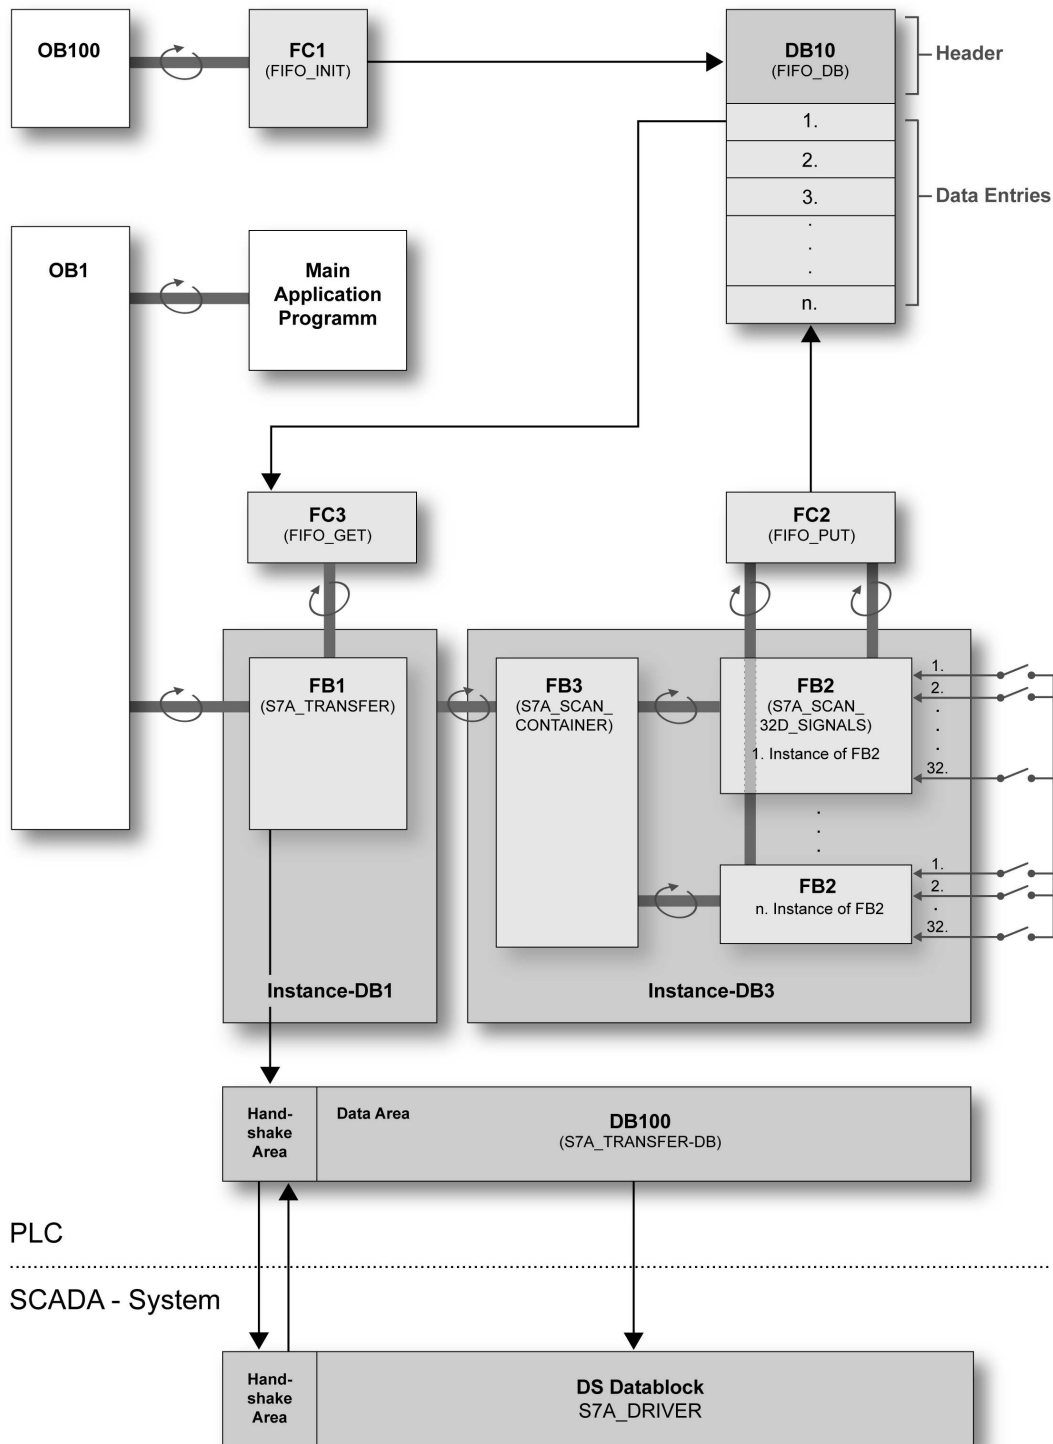 OB100
FC1
(FIFO_INIT)
DB10
(FIFO_DB)
Header
1.
2.
3.
.
.
.
.
n.
Data Entries
OB1
Main
Application
Programm
FC3
(FIFO_GET)
FC2
(FIFO_PUT)
FB1
(S7A_TRANSFER)
FB3
(S7A_SCAN_
CONTAINER)
FB2
(S7A_SCAN_
32D_SIGNALS)
1. Instance of FB2
1.
2.
.
.
.
32.
.
.
.
FB2
n. Instance of FB2
1.
2.
.
32.
Instance-DB1
Instance-DB3
Hand-
shake
Area
Data Area
DB100
(S7A_TRANSFER-DB)
PLC
SCADA - System
Hand-
shake
Area
DS Datablock
S7A_DRIVER